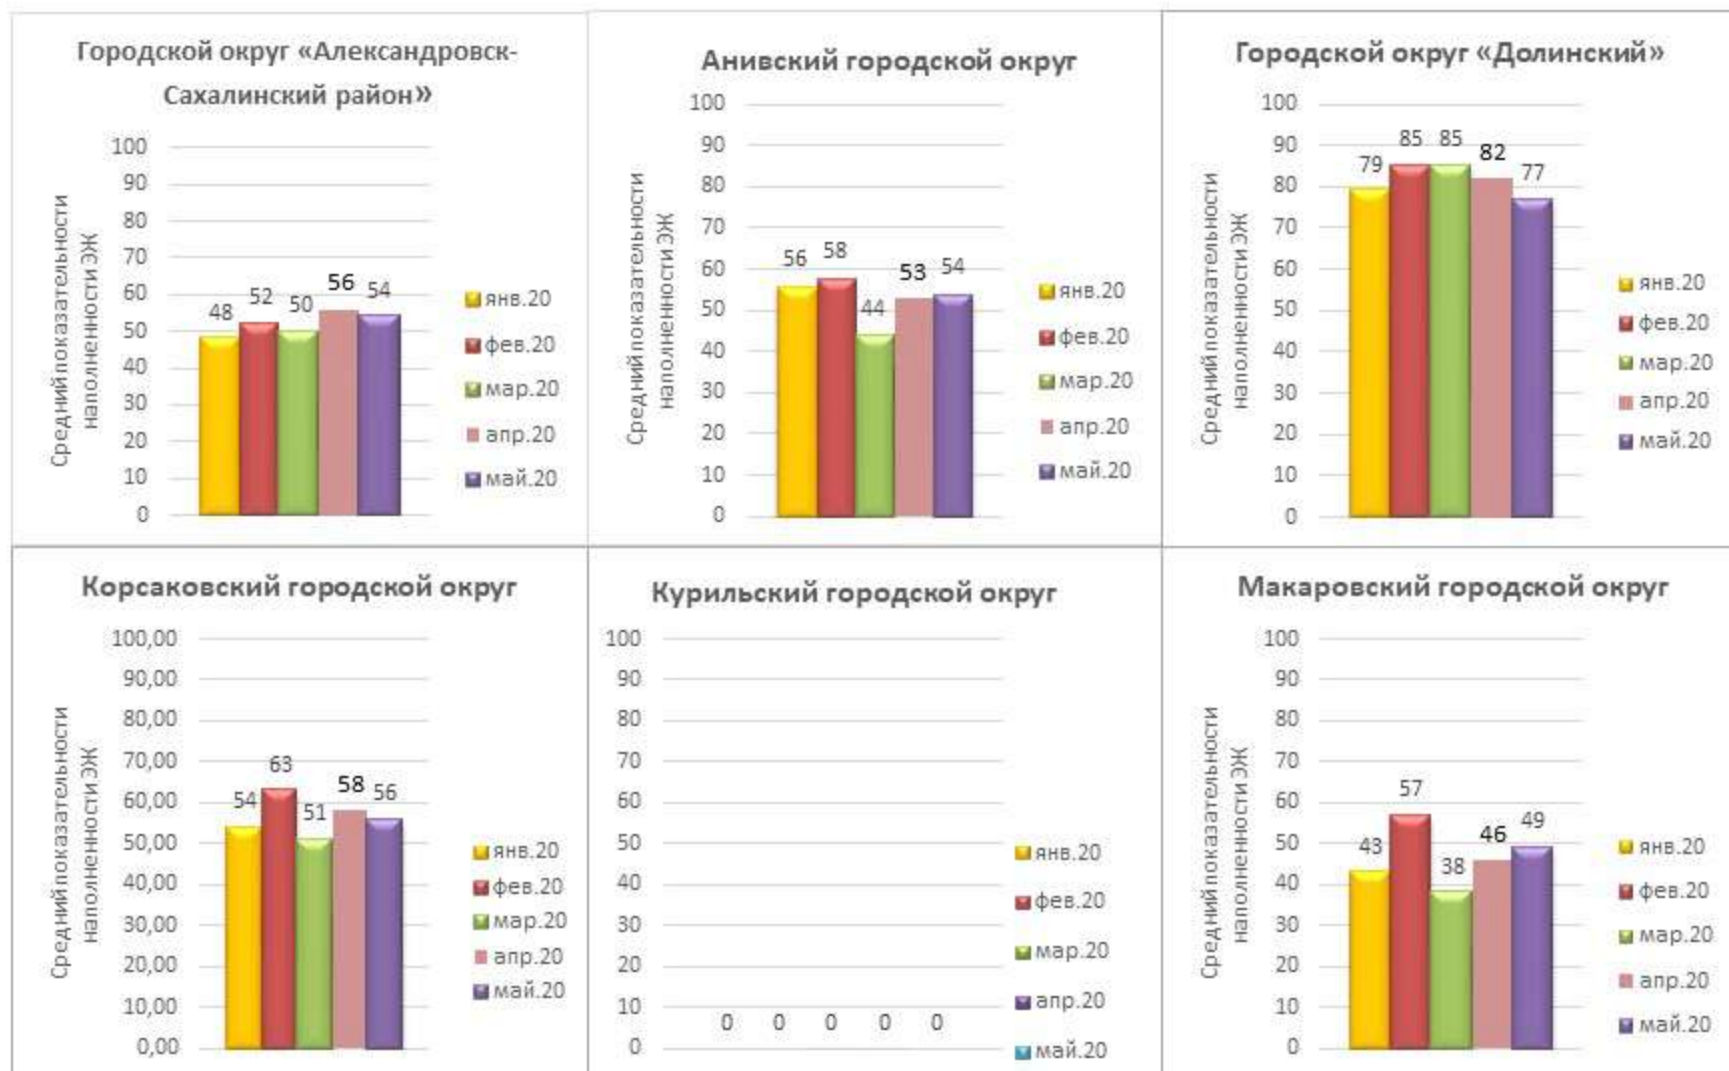 Городской округ «Александровск-
Сахалинский район»
Средний показательности
наполненности ЭЖ
100
90
80
70
60
50
40
30
20
10
0
48
52
50
56
54
янв.20
фев.20
мар.20
апр.20
май.20
Анивский городской округ
Средний показательности
наполненности ЭЖ
100
90
80
70
60
50
40
30
20
10
0
56
58
44
53
54
янв.20
фев.20
мар.20
апр.20
май.20
Городской округ «Долинский»
Средний показательности
наполненности ЭЖ
100
90
80
70
60
50
40
30
20
10
0
79
85
85
82
77
янв.20
фев.20
мар.20
апр.20
май.20
Корсаковский городской округ
Средний показательности
наполненности ЭЖ
100,00
90,00
80,00
70,00
60,00
50,00
40,00
30,00
20,00
10,00
0,00
54
63
51
58
56
янв.20
фев.20
мар.20
апр.20
май.20
Курильский городской округ
100
90
80
70
60
50
40
30
20
10
0
0
0
0
0
0
янв.20
фев.20
мар.20
апр.20
май.20
Макаровский городской округ
Средний показательности
наполненности ЭЖ
100
90
80
70
60
50
40
30
20
10
0
43
57
38
46
49
янв.20
фев.20
мар.20
апр.20
май.20